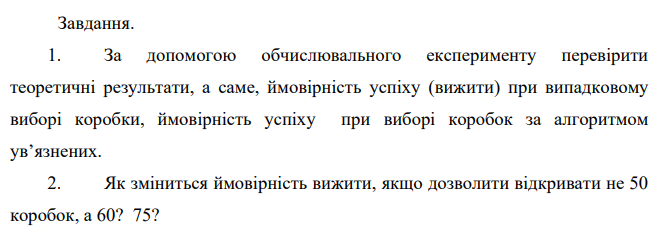 Завдання.
1. За допомогою обчислювального експерименту перевірити
теоретичні результати, а саме, ймовірність успіху (вижити) при випадковому
виборі коробки, ймовірність успіху при виборі коробок за алгоритмом
ув’язнених.
2. Як зміниться ймовірність вижити, якщо дозволити відкривати не 50
коробок, а 60? 75?